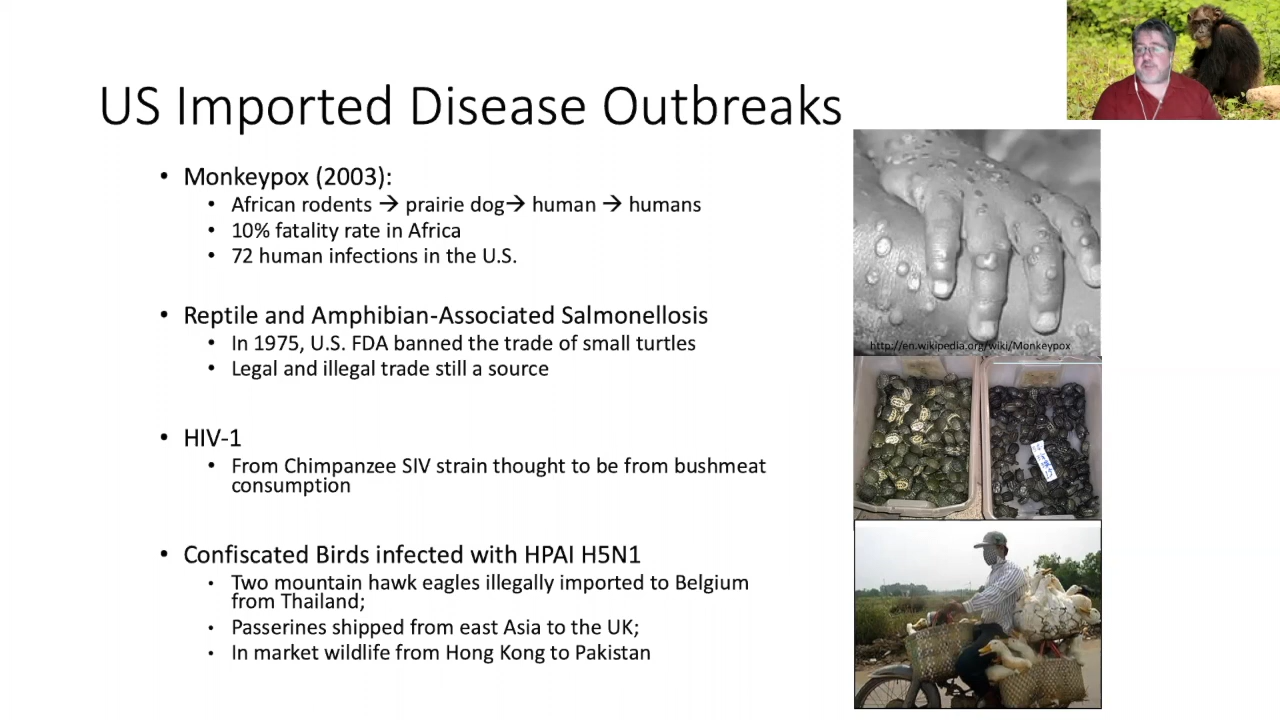 US Imported Disease Outbreaks
• Monkeypox (2003):
• African rodents → prairie dog→ human → humans
• 10% fatality rate in Africa
• 72 human infections in the U.S.
• Reptile and Amphibian-Associated Salmonellosis
• In 1975, U.S. FDA banned the trade of small turtles
• Legal and illegal trade still a source
• HIV-1
• From Chimpanzee SIV strain thought to be from bushmeat
consumption
• Confiscated Birds infected with HPAI H5N1
• Two mountain hawk eagles illegally imported to Belgium
from Thailand;
• Passerines shipped from east Asia to the UK;
• In market wildlife from Hong Kong to Pakistan
http://en.wikipedia.org/wiki/Monkeypox